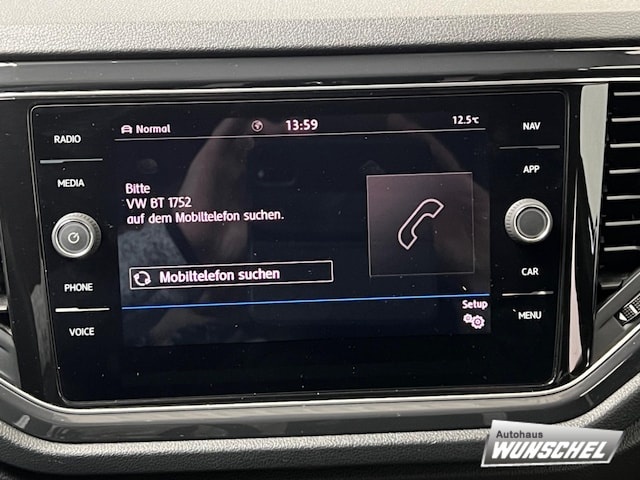 Normal
13:59
12.5°C
RADIO
MEDIA
PHONE
VOICE
Bitte
VW BT 1752
auf dem Mobiltelefon suchen.
Mobiltelefon suchen
Setup
NAV
APP
CAR
MENU
Autohaus
WUNSCHEL